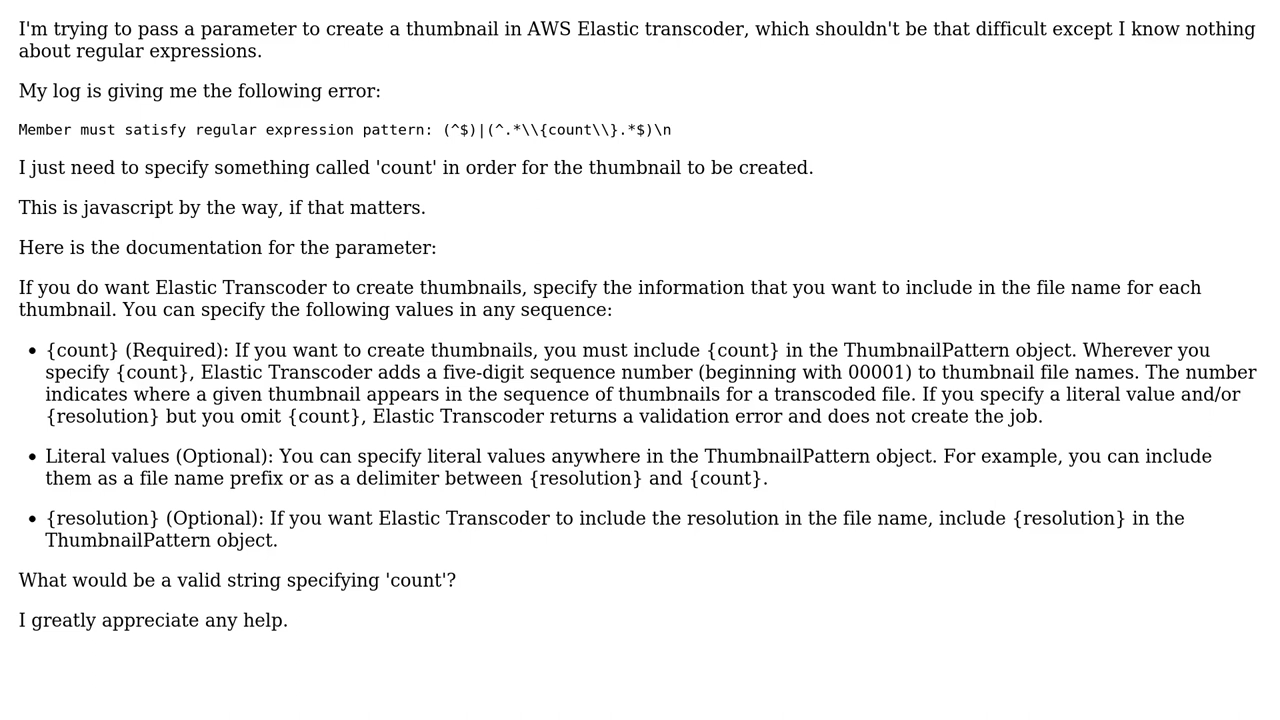 I'm trying to pass a parameter to create a thumbnail in AWS Elastic transcoder, which shouldn't be that difficult except I know nothing
about regular expressions.
My log is giving me the following error:
Member must satisfy regular expression pattern: (^$)|(^.*\\{count\\}.*$)\n
I just need to specify something called 'count' in order for the thumbnail to be created.
This is javascript by the way, if that matters.
Here is the documentation for the parameter:
If you do want Elastic Transcoder to create thumbnails, specify the information that you want to include in the file name for each
thumbnail. You can specify the following values in any sequence:
• {count} (Required): If you want to create thumbnails, you must include {count} in the ThumbnailPattern object. Wherever you
specify {count}, Elastic Transcoder adds a five-digit sequence number (beginning with 00001) to thumbnail file names. The number
indicates where a given thumbnail appears in the sequence of thumbnails for a transcoded file. If you specify a literal value and/or
{resolution} but you omit {count}, Elastic Transcoder returns a validation error and does not create the job.
• Literal values (Optional): You can specify literal values anywhere in the ThumbnailPattern object. For example, you can include
them as a file name prefix or as a delimiter between {resolution} and {count}.
• {resolution} (Optional): If you want Elastic Transcoder to include the resolution in the file name, include {resolution} in the
ThumbnailPattern object.
What would be a valid string specifying 'count'?
I greatly appreciate any help.